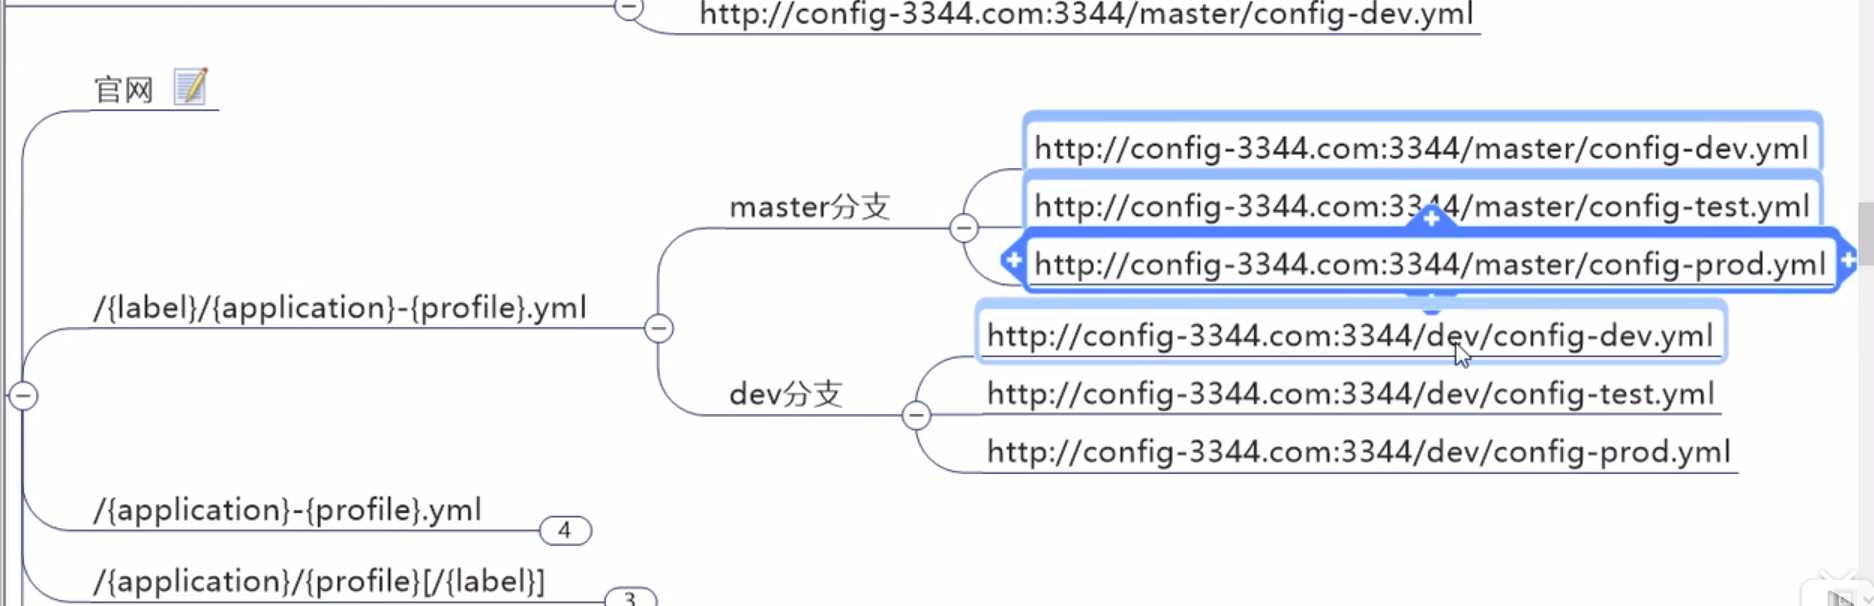 http://config-3344.com:3344/master/config-dev.yml
官网
http://config-3344.com:3344/master/config-dev.yml
master分支
http://config-3344.com:3344/master/config-test.yml
http://config-3344.com:3344/master/config-prod.yml
/{label}/{application}-{profile}.yml
http://config-3344.com:3344/dev/config-dev.yml
dev分支
http://config-3344.com:3344/dev/config-test.yml
http://config-3344.com:3344/dev/config-prod.yml
/{application}-{profile}.yml
4
/{application}/{profile}[/{label}]
3